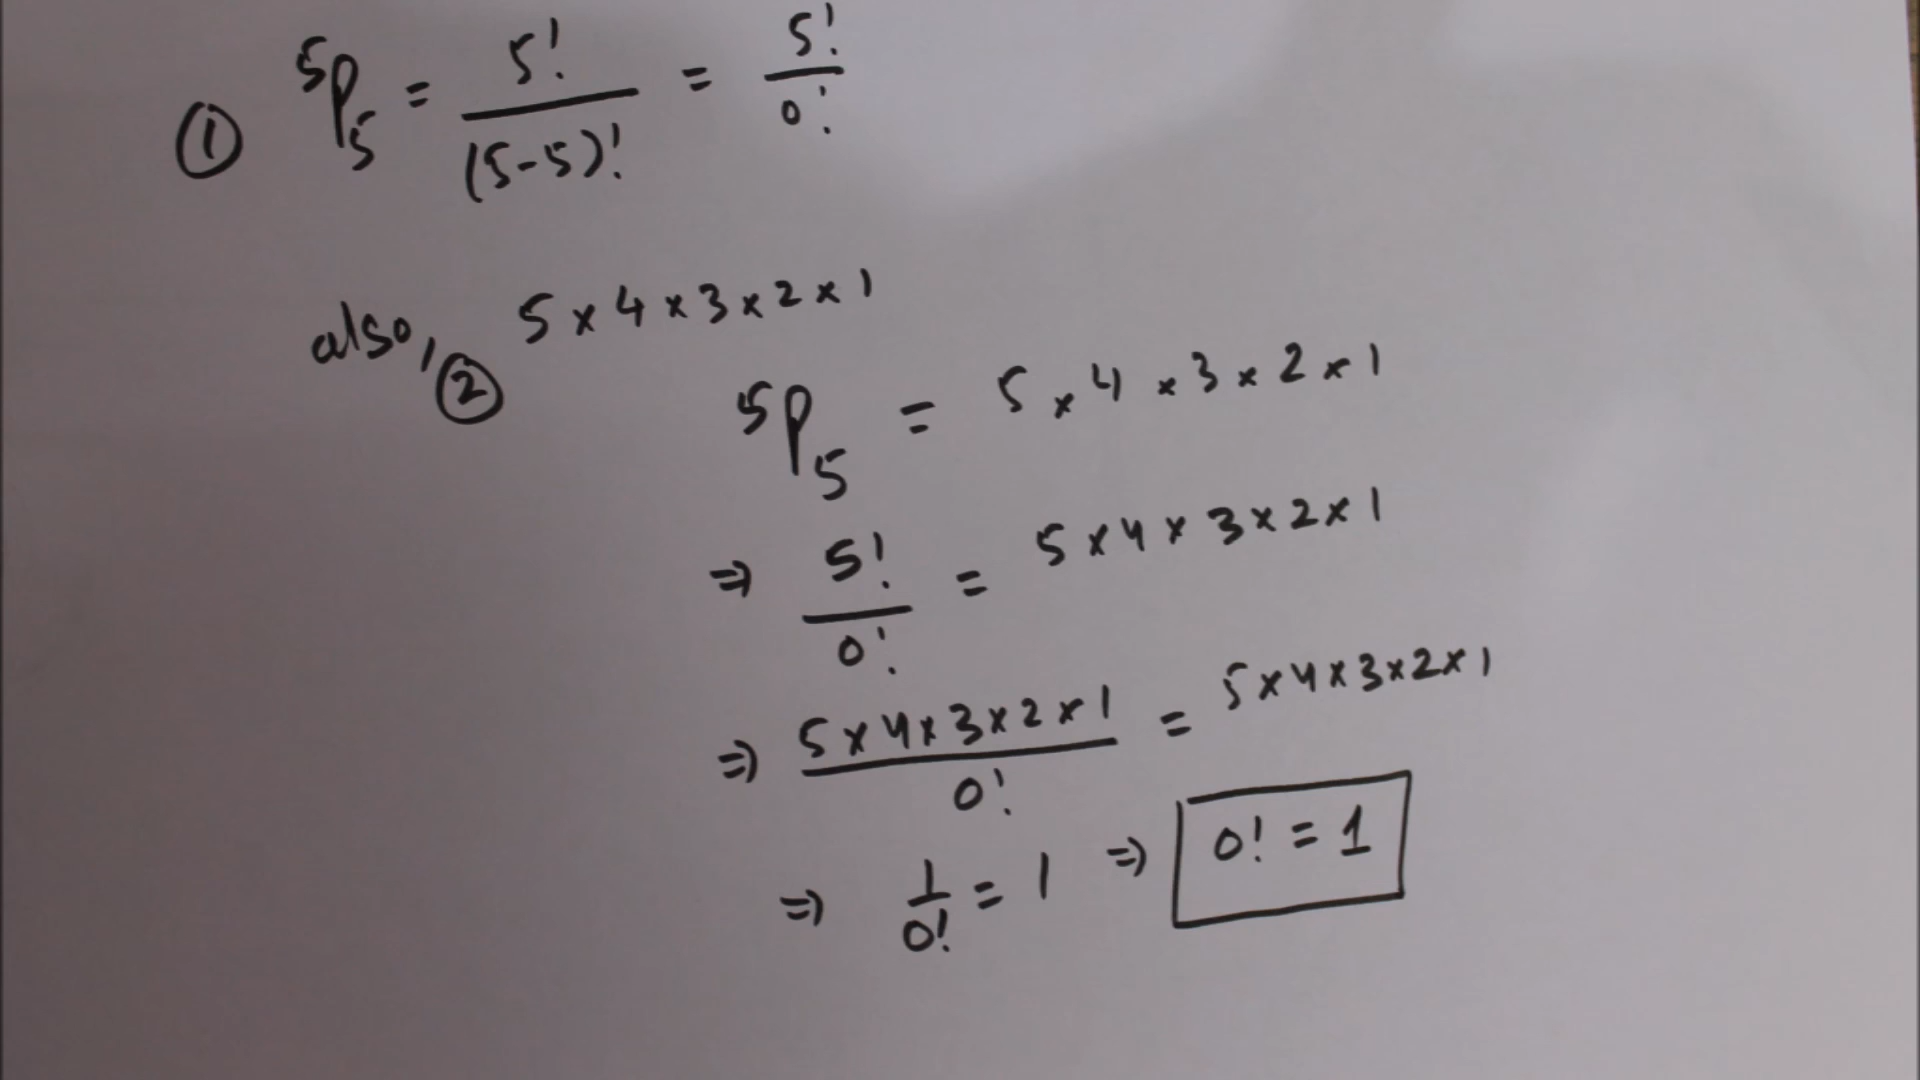 ① ⁵P₅ = 5!/(5-5)! = 5!/0!
also, ② 5 x 4 x 3 x 2 x 1
⁵P₅ = 5 x 4 x 3 x 2 x 1
⇒ 5!/0! = 5 x 4 x 3 x 2 x 1
⇒ 5 x 4 x 3 x 2 x 1/0! = 5 x 4 x 3 x 2 x 1
⇒ 1/0! = 1 ⇒ 0! = 1